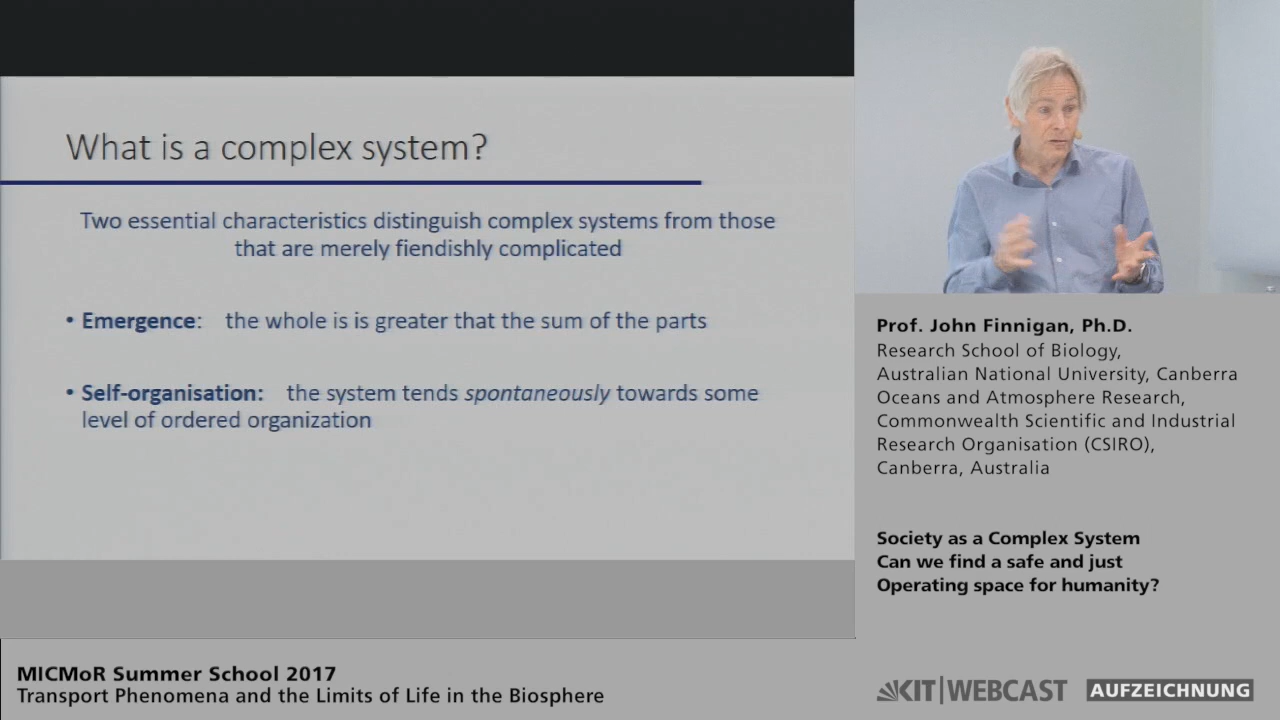 What is a complex system?
Two essential characteristics distinguish complex systems from those
that are merely fiendishly complicated
• Emergence: the whole is is greater that the sum of the parts
• Self-organisation: the system tends spontaneously towards some
level of ordered organization
Prof. John Finnigan, Ph.D.
Research School of Biology,
Australian National University, Canberra
Oceans and Atmosphere Research,
Commonwealth Scientific and Industrial
Research Organisation (CSIRO),
Canberra, Australia
Society as a Complex System
Can we find a safe and just
Operating space for humanity?
MICMoR Summer School 2017
Transport Phenomena and the Limits of Life in the Biosphere
KIT|WEBCAST AUFZEICHNUNG